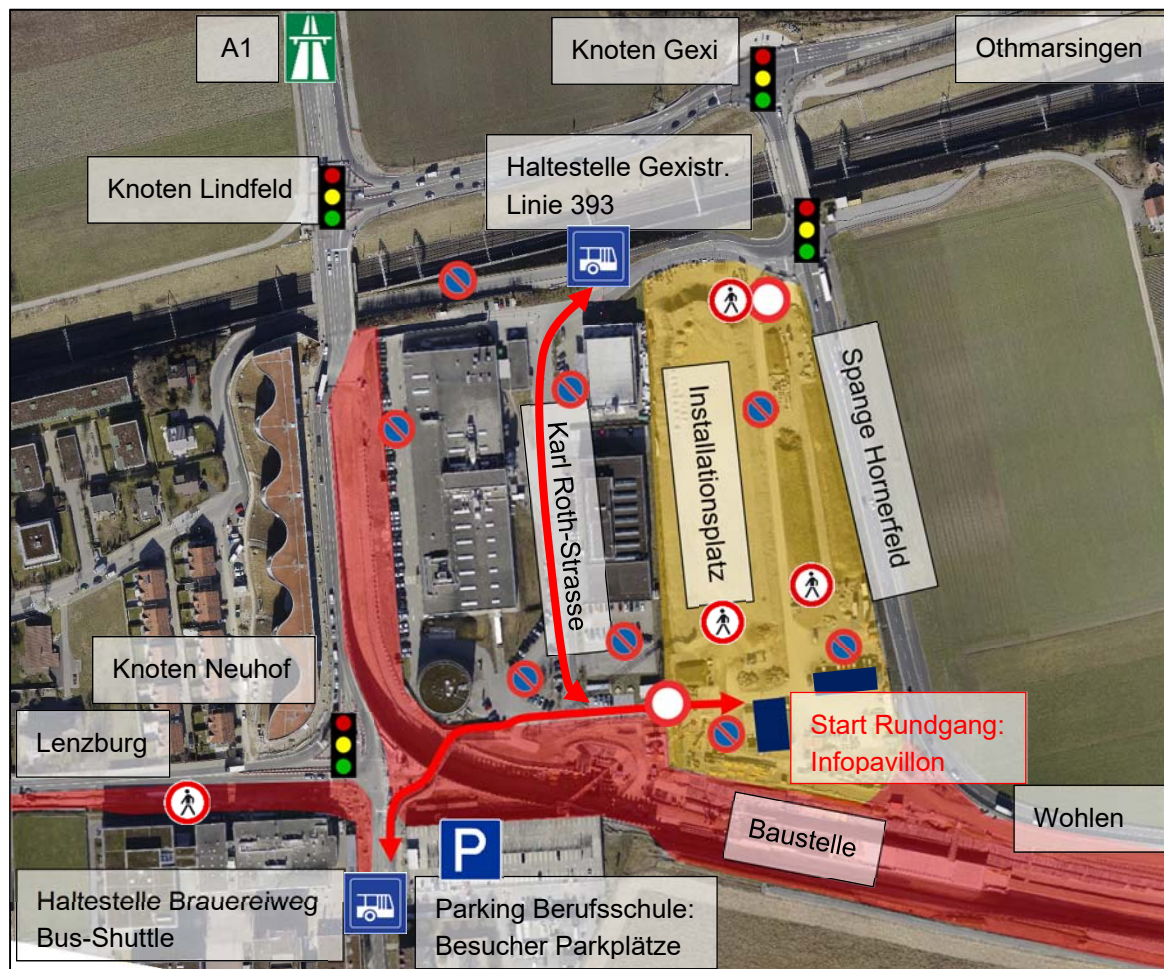 A1
Knoten Gexi
Othmarsingen
Knoten Lindfeld
Haltestelle Gexistr.
Linie 393
Karl Roth-Strasse
Installationsplatz
Spange Hornerfeld
Knoten Neuhof
Lenzburg
Start Rundgang:
Infopavillon
Wohlen
Baustelle
P
Haltestelle Brauereiweg
Bus-Shuttle
Parking Berufsschule:
Besucher Parkplätze